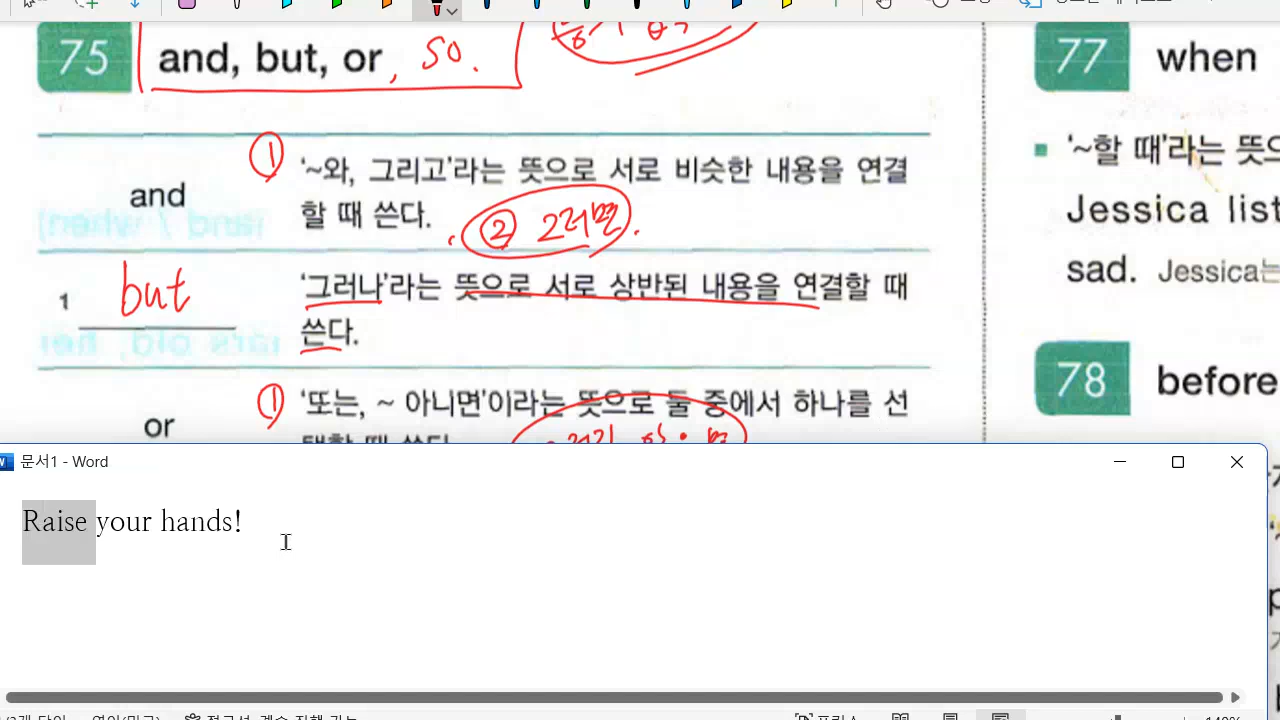 75 and, but, or, so.
77 when
① '~와, 그리고'라는 뜻으로 서로 비슷한 내용을 연결
and
할 때 쓴다. ② 그러면.
'~할 때'라는 뜻으
Jessica list
sad. Jessica는
1 but
'그러나'라는 뜻으로 서로 상반된 내용을 연결할 때
쓴다.
78 before
① '또는, ~ 아니면'이라는 뜻으로 둘 중에서 하나를 선
or
택할 때 쓴다.
문서1 - Word
Raise your hands!